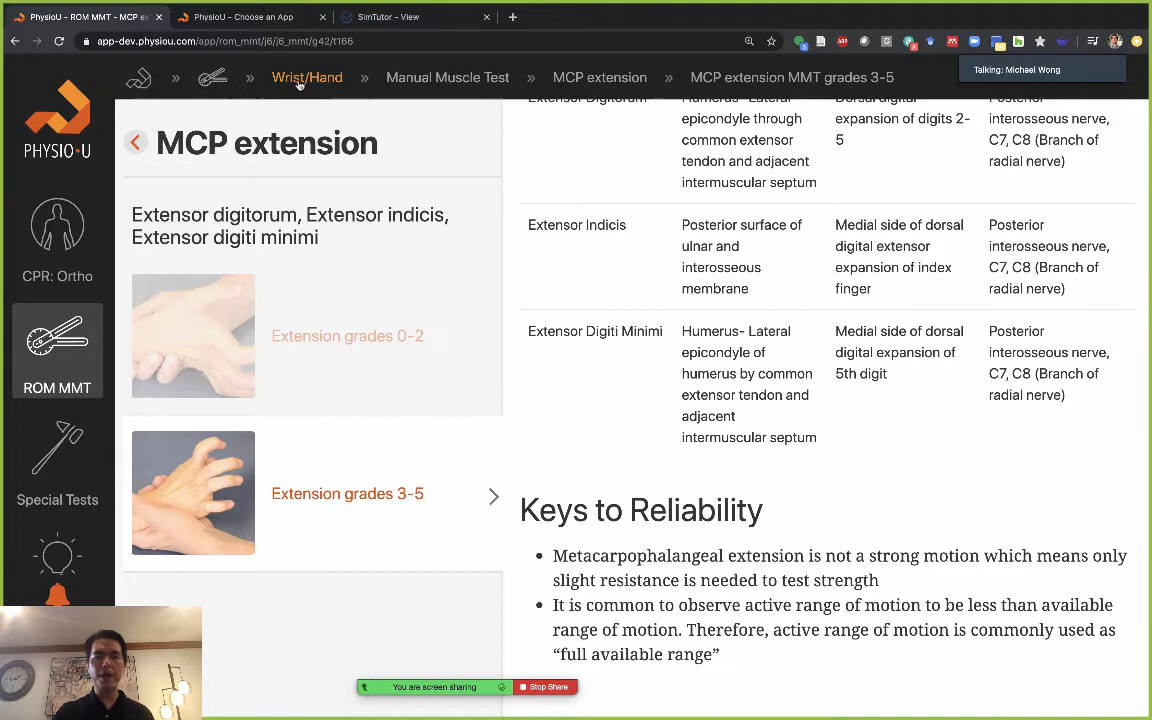 PhysioU - ROM MMT - MCP ex
PhysioU - Choose an App
SimTutor - View
app-dev.physiou.com/app/rom_mmt/j6/j6_mmt/g42/t166
Wrist/Hand
Manual Muscle Test
MCP extension
MCP extension MMT grades 3-5
Talking: Michael Wong
PHYSIO U
CPR: Ortho
ROM MMT
Special Tests
MCP extension
Extensor digitorum, Extensor indicis,
Extensor digiti minimi
Extension grades 0-2
Extension grades 3-5
Extensor Digitorum
Humerus- Lateral
epicondyle through
common extensor
tendon and adjacent
intermuscular septum
Dorsal digital
expansion of digits 2-
5
Posterior
interosseous nerve,
C7, C8 (Branch of
radial nerve)
Extensor Indicis
Posterior surface of
ulnar and
interosseous
membrane
Medial side of dorsal
digital extensor
expansion of index
finger
Posterior
interosseous nerve,
C7, C8 (Branch of
radial nerve)
Extensor Digiti Minimi
Humerus- Lateral
epicondyle of
humerus by common
extensor tendon and
adjacent
intermuscular septum
Medial side of dorsal
digital expansion of
5th digit
Posterior
interosseous nerve,
C7, C8 (Branch of
radial nerve)
Keys to Reliability
Metacarpophalangeal extension is not a strong motion which means only
slight resistance is needed to test strength
It is common to observe active range of motion to be less than available
range of motion. Therefore, active range of motion is commonly used as
“full available range”
You are screen sharing
Stop Share